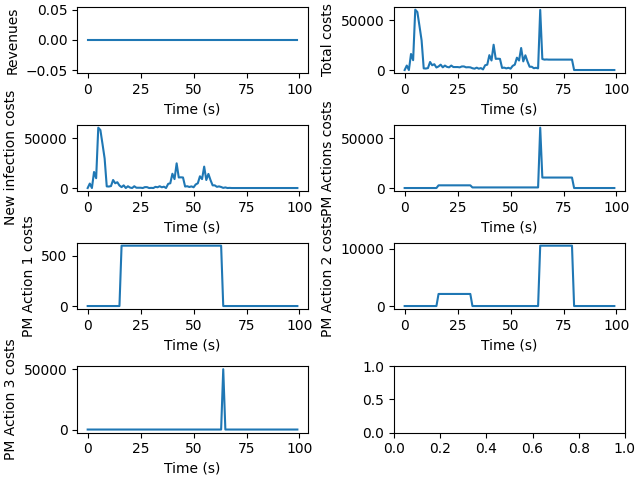 Revenues
0.05
0.00
−0.05
0 25 50 75 100
Time (s)
Total costs
50000
0
0 25 50 75 100
Time (s)
New infection costs
50000
0
0 25 50 75 100
Time (s)
PM Actions costs
50000
0
0 25 50 75 100
Time (s)
PM Action 1 costs
500
0
0 25 50 75 100
Time (s)
PM Action 2 costs
10000
0
0 25 50 75 100
Time (s)
PM Action 3 costs
50000
0
0 25 50 75 100
Time (s)
1.0
0.5
0.0
0.0 0.2 0.4 0.6 0.8 1.0